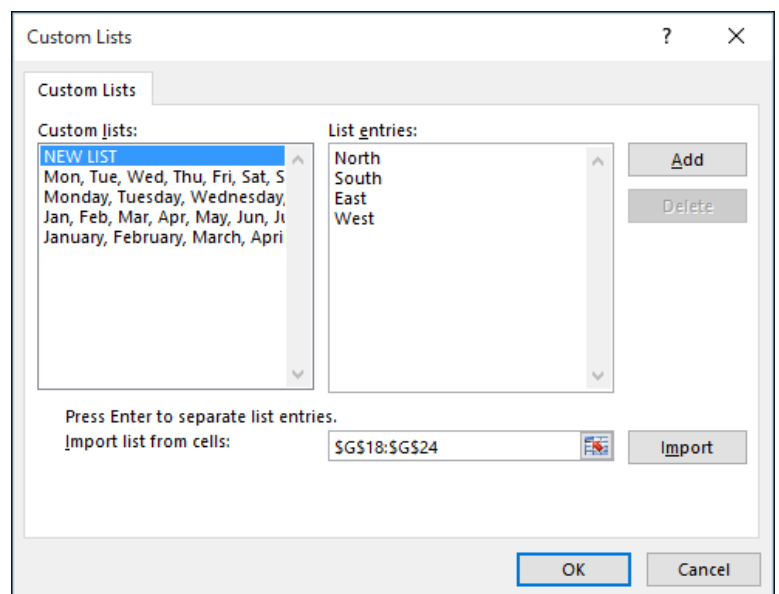 Custom Lists
?
Custom Lists
Custom lists:
NEW LIST
Mon, Tue, Wed, Thu, Fri, Sat, S
Monday, Tuesday, Wednesday,
Jan, Feb, Mar, Apr, May, Jun, Ju
January, February, March, Apri
List entries:
North
South
East
West
Add
Delete
Press Enter to separate list entries.
Import list from cells:
$G$18:$G$24
Import
OK
Cancel